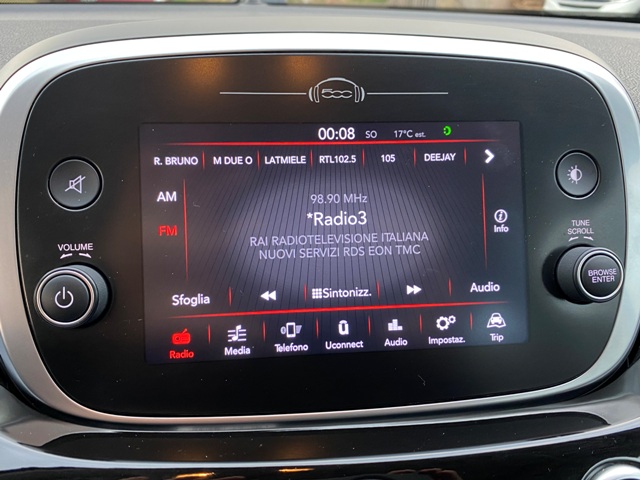 500
00:08 SO 17°C est.
R. BRUNO M DUE O LATMIELE RTL102.5 105 DEEJAY
AM
98.90 MHz
*Radio3
FM
Info
RAI RADIOTELEVISIONE ITALIANA
NUOVI SERVIZI RDS EON TMC
VOLUME
TUNE
SCROLL
BROWSE
ENTER
Sfoglia Sintonizz. Audio
Radio Media Telefono Uconnect Audio Impostaz. Trip